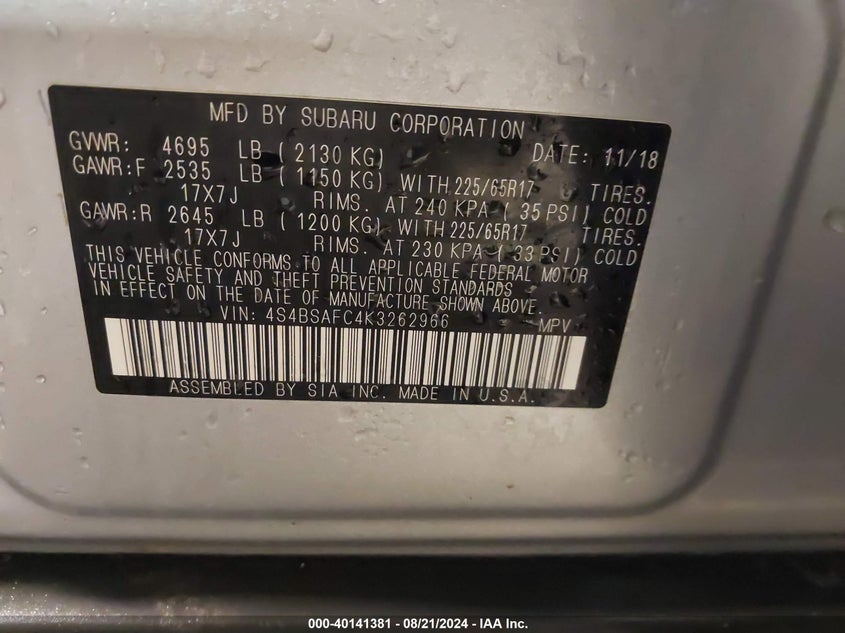 MFD BY SUBARU CORPORATION
GVWR: 4695 LB ( 2130 KG) DATE: 11/18
GAWR:F 2535 LB ( 1150 KG) WITH 225/65R17 TIRES.
17X7J RIMS. AT 240 KPA ( 35 PSI) COLD
GAWR:R 2645 LB ( 1200 KG) WITH 225/65R17 TIRES.
17X7J RIMS. AT 230 KPA ( 33 PSI) COLD
THIS VEHICLE CONFORMS TO ALL APPLICABLE FEDERAL MOTOR
VEHICLE SAFETY AND THEFT PREVENTION STANDARDS
IN EFFECT ON THE DATE OF MANUFACTURE SHOWN ABOVE.
VIN: 4S4BSAFC4K3262966 MPV
ASSEMBLED BY SIA INC. MADE IN U.S.A.
000-40141381 - 08/21/2024 - IAA Inc.